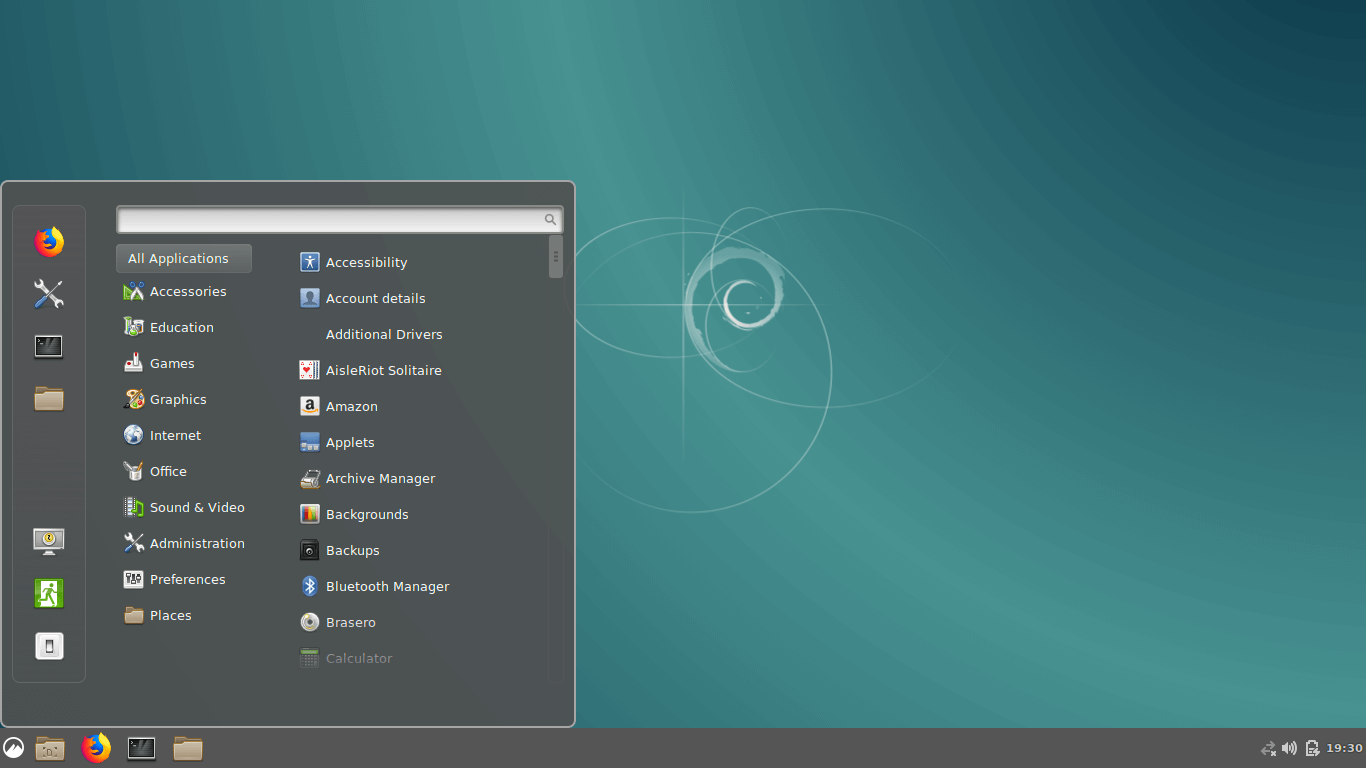 All Applications
Accessories
Education
Games
Graphics
Internet
Office
Sound & Video
Administration
Preferences
Places
Accessibility
Account details
Additional Drivers
AisleRiot Solitaire
Amazon
Applets
Archive Manager
Backgrounds
Backups
Bluetooth Manager
Brasero
Calculator
19:30